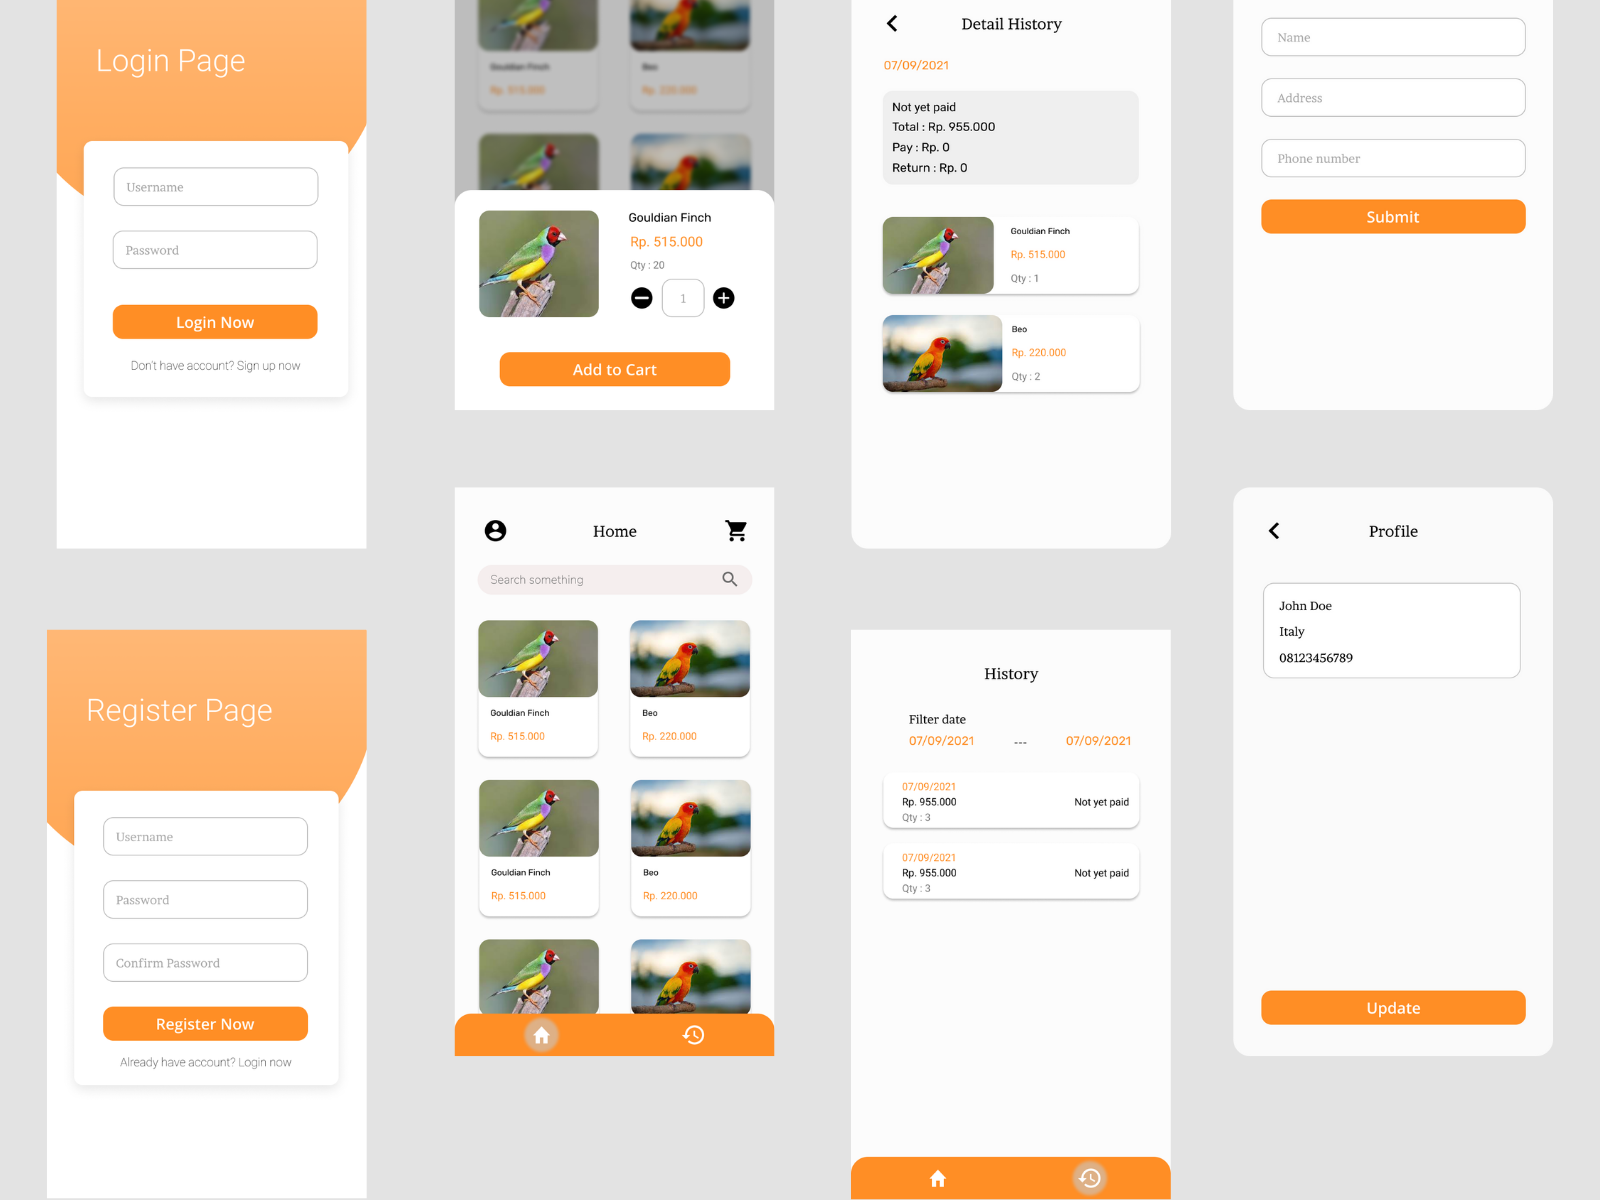 Login Page
Username
Password
Login Now
Don't have account? Sign up now
Register Page
Username
Password
Confirm Password
Register Now
Already have account? Login now
Gouldian Finch
Beo
Rp. 515.000
Rp. 220.000
Gouldian Finch
Rp. 515.000
Qty : 20
1
Add to Cart
Home
Search something
Gouldian Finch
Beo
Rp. 515.000
Rp. 220.000
Gouldian Finch
Beo
Rp. 515.000
Rp. 220.000
Detail History
07/09/2021
Not yet paid
Total : Rp. 955.000
Pay : Rp. 0
Return : Rp. 0
Gouldian Finch
Rp. 515.000
Qty : 1
Beo
Rp. 220.000
Qty : 2
History
Filter date
07/09/2021 --- 07/09/2021
07/09/2021
Rp. 955.000 Not yet paid
Qty : 3
07/09/2021
Rp. 955.000 Not yet paid
Qty : 3
Name
Address
Phone number
Submit
Profile
John Doe
Italy
08123456789
Update